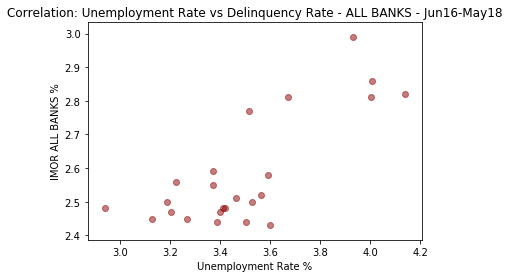 Correlation: Unemployment Rate vs Delinquency Rate - ALL BANKS - Jun16-May18
IMOR ALL BANKS %
3.0
2.9
2.8
2.7
2.6
2.5
2.4
3.0 3.2 3.4 3.6 3.8 4.0 4.2
Unemployment Rate %